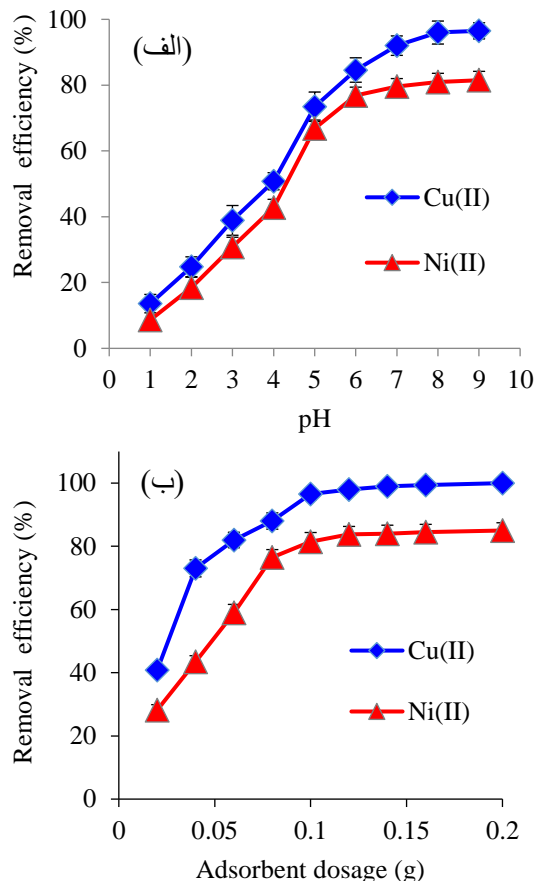 (الف)
Removal efficiency (%)
100
80
60
40
20
0
Cu(II)
Ni(II)
0 1 2 3 4 5 6 7 8 9 10
pH
(ب)
Removal efficiency (%)
100
80
60
40
20
0
Cu(II)
Ni(II)
0 0.05 0.1 0.15 0.2
Adsorbent dosage (g)